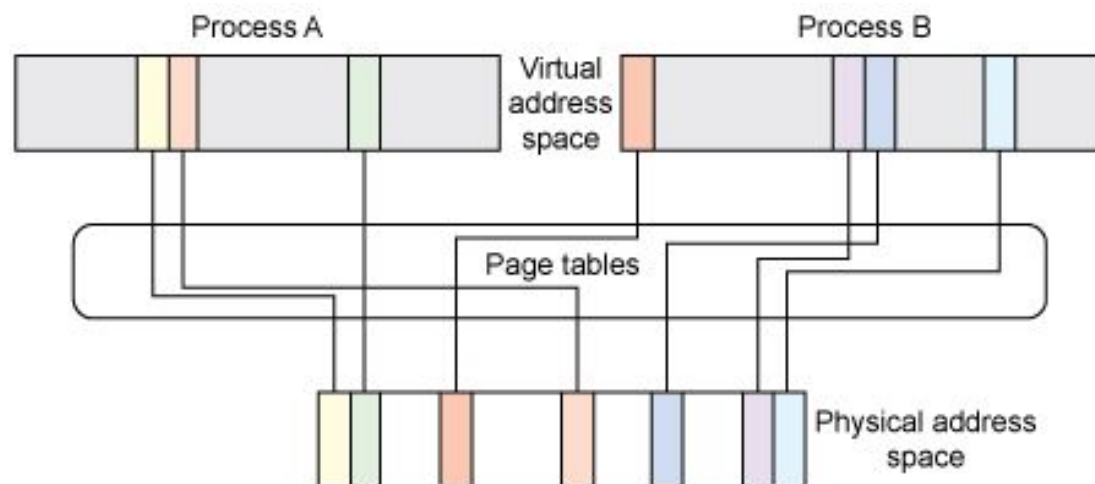 Process A
Process B
Virtual
address
space
Page tables
Physical address
space